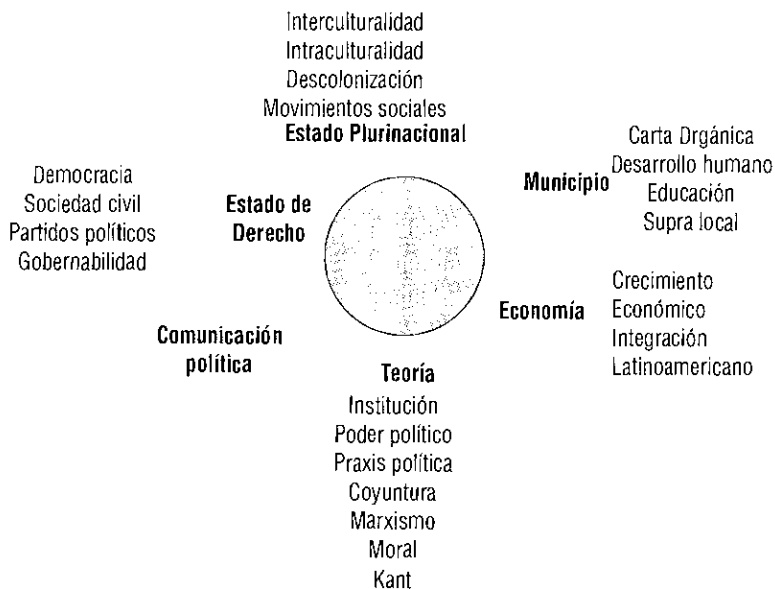 Interculturalidad
Intraculturalidad
Descolonización
Movimientos sociales
Estado Plurinacional
Democracia
Sociedad civil
Partidos políticos
Gobernabilidad
Estado de
Derecho
Municipio
Carta Drgánica
Desarrollo humano
Educación
Supra local
Economía
Crecimiento
Económico
Integración
Latinoamericano
Comunicación
política
Teoría
Institución
Poder político
Praxis política
Coyuntura
Marxismo
Moral
Kant